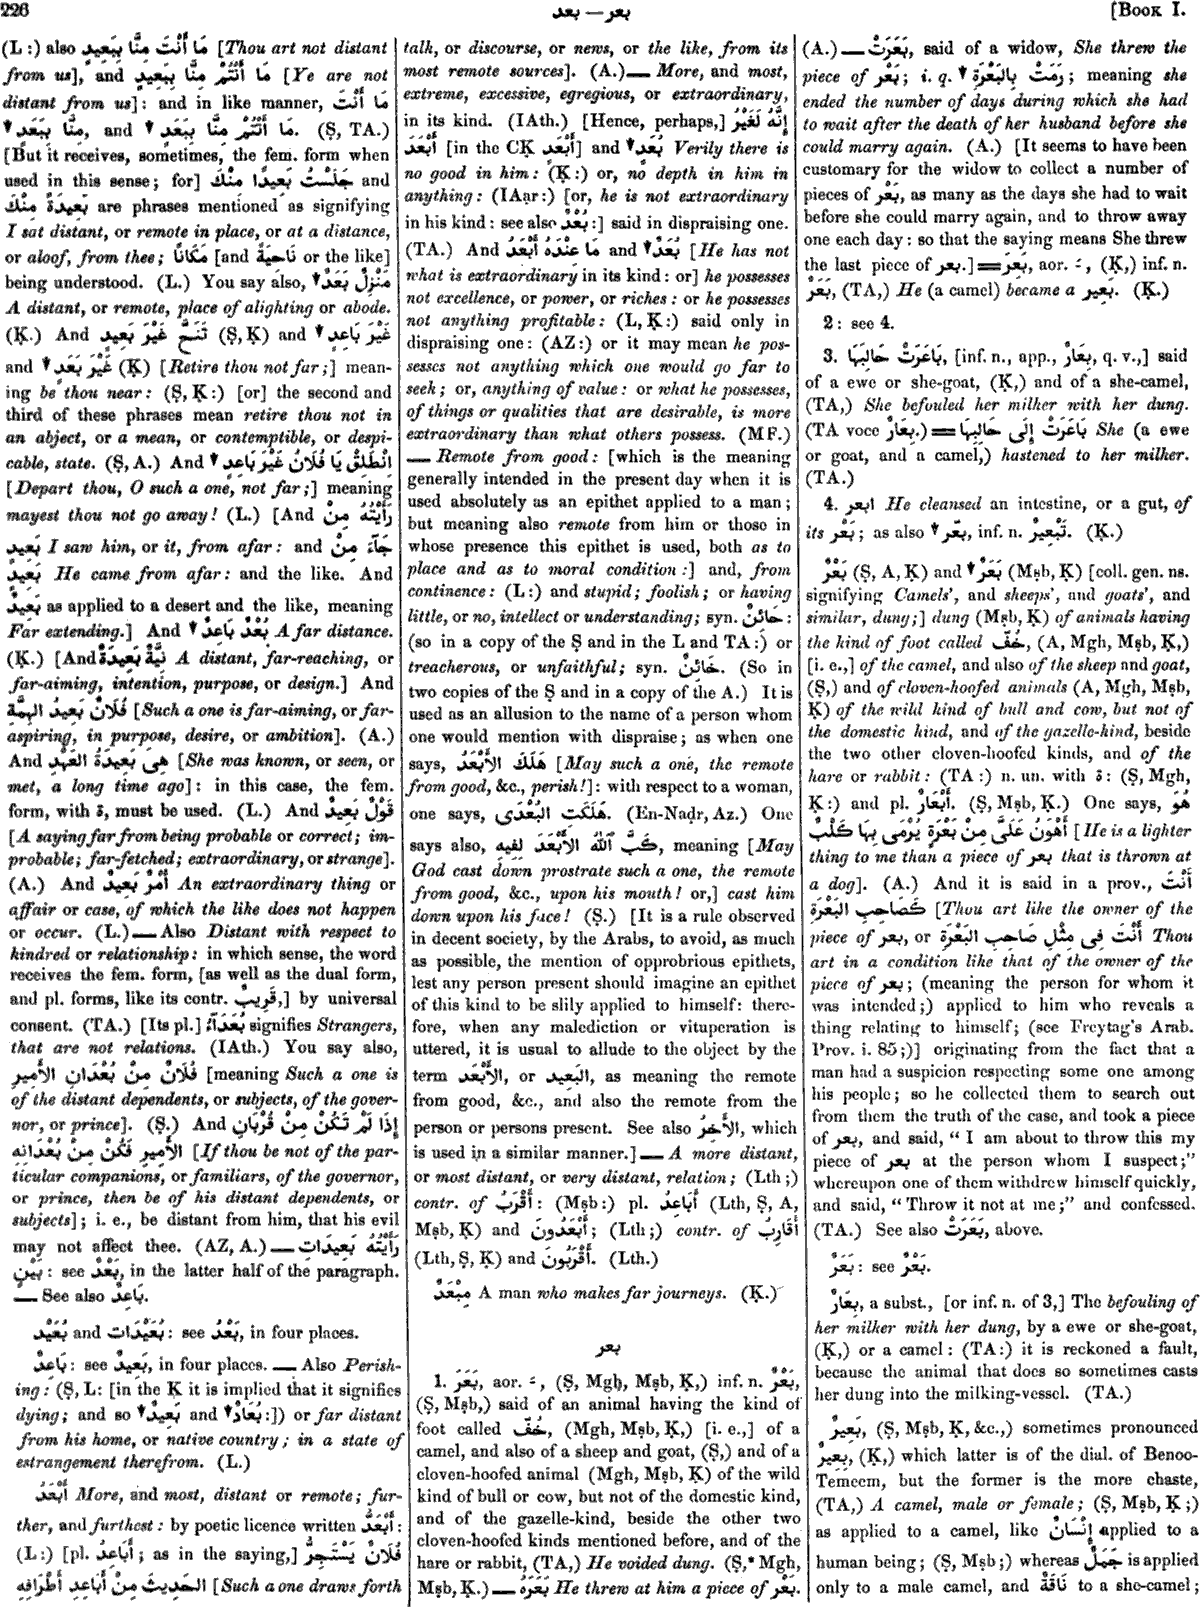 226
بعد — بعر
[BOOK I.
(L:) also مَا أَنْتَ مِنَّا بِبَعِيدٍ [Thou art not distant
from us], and مَا أَنْتُمْ مِنَّا بِبَعِيدٍ [Ye are not
distant from us]: and in like manner, مَا أَنْتَ
مِنَّا بِبَعَدٍ, and مَا أَنْتُمْ مِنَّا بِبَعَدٍ. (Ṣ, TA.)
[But it receives, sometimes, the fem. form when
used in this sense; for] جَلَسْتُ بَعِيدًا مِنْكَ and
بَعِيدَةً مِنْكَ are phrases mentioned as signifying
I sat distant, or remote in place, or at a distance,
or aloof, from thee; مَكَانًا [and نَاحِيَةً or the like]
being understood. (L.) You say also, مَنْزِلٌ بَعَدٌ
A distant, or remote, place of alighting or abode.
(Ḳ.) And تَنَحَّ غَيْرَ بَعِيدٍ (Ṣ, Ḳ) and غَيْرَ بَاعِدٍ
and غَيْرَ بَعَدٍ (Ḳ) [Retire thou not far;] mean-
ing be thou near: (Ṣ, Ḳ:) [or] the second and
third of these phrases mean retire thou not in
an abject, or a mean, or contemptible, or despi-
cable, state. (Ṣ, A.) And اِنْطَلِقْ يَا فُلَانُ غَيْرَ بَاعِدٍ
[Depart thou, O such a one, not far;] meaning
mayest thou not go away! (L.) [And رَأَيْتُهُ مِنْ
بَعِيدٍ I saw him, or it, from afar: and جَآءَ مِنْ
بَعِيدٍ He came from afar: and the like. And
بَعِيدٌ as applied to a desert and the like, meaning
Far extending.] And بُعْدٌ بَاعِدٌ A far distance.
(Ḳ.) [And نِيَّةٌ بَعِيدَةٌ A distant, far-reaching, or
far-aiming, intention, purpose, or design.] And
فُلَانٌ بَعِيدُ الهِمَّةِ [Such a one is far-aiming, or far-
aspiring, in purpose, desire, or ambition]. (A.)
And هِىَ بَعِيدَةُ العَهْدِ [She was known, or seen, or
met, a long time ago]: in this case, the fem.
form, with ة, must be used. (L.) And قَوْلٌ بَعِيدٌ
[A saying far from being probable or correct; im-
probable; far-fetched; extraordinary, or strange].
(A.) And أَمْرٌ بَعِيدٌ An extraordinary thing or
affair or case, of which the like does not happen
or occur. (L.) — Also Distant with respect to
kindred or relationship: in which sense, the word
receives the fem. form, [as well as the dual form,
and pl. forms, like its contr. قَرِيبٌ,] by universal
consent. (TA.) [Its pl.] بُعَدَآءُ signifies Strangers,
that are not relations. (IAth.) You say also,
فُلَانٌ مِنْ بُعْدَانِ الأَمِيرِ [meaning Such a one is
of the distant dependents, or subjects, of the gover-
nor, or prince]. (Ṣ.) And إِذَا لَمْ تَكُنْ مِنْ قُرْبَانِ
الأَمِيرِ فَكُنْ مِنْ بُعْدَانِهِ [If thou be not of the par-
ticular companions, or familiars, of the governor,
or prince, then be of his distant dependents, or
subjects]; i. e., be distant from him, that his evil
may not affect thee. (AZ, A.) — رَأَيْتُهُ بَعِيدَاتِ
بَيْنٍ: see بَعْدُ, in the latter half of the paragraph.
— See also بَاعِدٌ.
بُعَيْدَ and بُعَيْدَاتِ: see بَعْدُ, in four places.
بَاعِدٌ: see بَعِيدٌ, in four places. — Also Perish-
ing: (Ṣ, L: [in the Ḳ it is implied that it signifies
dying; and so بَعِيدٌ and بُعَادٌ:]) or far distant
from his home, or native country; in a state of
estrangement therefrom. (L.)
أَبْعَدُ More, and most, distant or remote; fur-
ther, and furthest: by poetic licence written أَبْعَدُّ:
(L:) [pl. أَبَاعِدُ; as in the saying,] فُلَانٌ يَسْتَجِرُّ
الحَدِيثَ مِنْ أَبَاعِدِ أَطْرَافِهِ [Such a one draws forth
talk, or discourse, or news, or the like, from its
most remote sources]. (A.) — More, and most,
extreme, excessive, egregious, or extraordinary,
in its kind. (IAth.) [Hence, perhaps,] إِنَّهُ لَغَيْرُ
أَبْعَدَ [in the CḲ أَبْعَدٍ] and بُعَدٍ Verily there is
no good in him: (Ḳ:) or, no depth in him in
anything: (IAạr:) [or, he is not extraordinary
in his kind: see also بُعْدٌ:] said in dispraising one.
(TA.) And مَا عِنْدَهُ أَبْعَدُ and بُعَدٌ [He has not
what is extraordinary in its kind: or] he possesses
not excellence, or power, or riches: or he possesses
not anything profitable: (L, Ḳ:) said only in
dispraising one: (AZ:) or it may mean he pos-
sesses not anything which one would go far to
seek; or, anything of value: or what he possesses,
of things or qualities that are desirable, is more
extraordinary than what others possess. (MF.)
— Remote from good: [which is the meaning
generally intended in the present day when it is
used absolutely as an epithet applied to a man;
but meaning also remote from him or those in
whose presence this epithet is used, both as to
place and as to moral condition:] and, from
continence: (L:) and stupid; foolish; or having
little, or no, intellect or understanding; syn. حَائِنٌ:
(so in a copy of the Ṣ and in the L and TA:) or
treacherous, or unfaithful; syn. خَائِنٌ. (So in
two copies of the Ṣ and in a copy of the A.) It is
used as an allusion to the name of a person whom
one would mention with dispraise; as when one
says, هَلَكَ الأَبْعَدُ [May such a one, the remote
from good, &c., perish!]: with respect to a woman,
one says, هَلَكَتِ البُعْدَى. (En-Naḍr, Az.) One
says also, كَبَّ ٱللّٰهُ الأَبْعَدَ لِفِيهِ, meaning [May
God cast down prostrate such a one, the remote
from good, &c., upon his mouth! or,] cast him
down upon his face! (Ṣ.) [It is a rule observed
in decent society, by the Arabs, to avoid, as much
as possible, the mention of opprobrious epithets,
lest any person present should imagine an epithet
of this kind to be slily applied to himself: there-
fore, when any malediction or vituperation is
uttered, it is usual to allude to the object by the
term الأَبْعَد, or البَعِيد, as meaning the remote
from good, &c., and also the remote from the
person or persons present. See also الأَخِرُ, which
is used in a similar manner.] — A more distant,
or most distant, or very distant, relation; (Lth;)
contr. of أَقْرَبُ: (Mṣb:) pl. أَبَاعِدُ (Lth, Ṣ, A,
Mṣb, Ḳ) and أَبْعَدُونَ; (Lth;) contr. of أَقَارِبُ
(Lth, Ṣ, Ḳ) and أَقْرَبُونَ. (Lth.)
مِبْعَدٌ A man who makes far journeys. (Ḳ.)
بعر
1. بَعَرَ, aor. ـَ, (Ṣ, Mgḥ, Mṣb, Ḳ,) inf. n. بَعْرٌ,
(Ṣ, Mṣb,) said of an animal having the kind of
foot called خُفّ, (Mgh, Mṣb, Ḳ,) [i. e.,] of a
camel, and also of a sheep and goat, (Ṣ,) and of a
cloven-hoofed animal (Mgh, Mṣb, Ḳ) of the wild
kind of bull or cow, but not of the domestic kind,
and of the gazelle-kind, beside the other two
cloven-hoofed kinds mentioned before, and of the
hare or rabbit, (TA,) He voided dung. (Ṣ,* Mgh,
Mṣb, Ḳ.) — بَعَرَهُ He threw at him a piece of بَعْر.
(A.) — بَعَرَتْ, said of a widow, She threw the
piece of بَعْر; i. q. رَمَتْ بِالبَعْرَةِ; meaning she
ended the number of days during which she had
to wait after the death of her husband before she
could marry again. (A.) [It seems to have been
customary for the widow to collect a number of
pieces of بَعْر, as many as the days she had to wait
before she could marry again, and to throw away
one each day: so that the saying means She threw
the last piece of بعر.] = بَعِرَ, aor. ـَ, (Ḳ,) inf. n.
بَعَرٌ, (TA,) He (a camel) became a بَعِير. (Ḳ.)
2: see 4.
3. بَاعَرَتْ حَالِبَهَا, [inf. n., app., بِعَارٌ, q. v.,] said
of a ewe or she-goat, (Ḳ,) and of a she-camel,
(TA,) She befouled her milker with her dung.
(TA voce بِعَارٌ.) = بَاعَرَتْ إِلَى حَالِبِهَا She (a ewe
or goat, and a camel,) hastened to her milker.
(TA.)
4. ابعر He cleansed an intestine, or a gut, of
its بَعْر; as also بعّر, inf. n. تَبْعِيرٌ. (Ḳ.)
بَعْرٌ (Ṣ, A, Ḳ) and بَعَرٌ (Mṣb, Ḳ) [coll. gen. ns.
signifying Camels', and sheeps', and goats', and
similar, dung;] dung (Mṣb, Ḳ) of animals having
the kind of foot called خُفّ, (A, Mgh, Mṣb, Ḳ,)
[i. e.,] of the camel, and also of the sheep and goat,
(Ṣ,) and of cloven-hoofed animals (A, Mgh, Mṣb,
Ḳ) of the wild kind of bull and cow, but not of
the domestic kind, and of the gazelle-kind, beside
the two other cloven-hoofed kinds, and of the
hare or rabbit: (TA:) n. un. with ة: (Ṣ, Mgh,
Ḳ:) and pl. أَبْعَارٌ. (Ṣ, Mṣb, Ḳ.) One says, هُوَ
أَهْوَنُ عَلَىَّ مِنْ بَعْرَةٍ يُرْمَى بِهَا كَلْبٌ [He is a lighter
thing to me than a piece of بعر that is thrown at
a dog]. (A.) And it is said in a prov., أَنْتَ
كَصَاحِبِ البَعْرَةِ [Thou art like the owner of the
piece of بعر, or أَنْتَ فِى مِثْلِ صَاحِبِ البَعْرَةِ Thou
art in a condition like that of the owner of the
piece of بعر; (meaning the person for whom it
was intended;) applied to him who reveals a
thing relating to himself; (see Freytag's Arab.
Prov. i. 85;)] originating from the fact that a
man had a suspicion respecting some one among
his people; so he collected them to search out
from them the truth of the case, and took a piece
of بعر, and said, “ I am about to throw this my
piece of بعر at the person whom I suspect;”
whereupon one of them withdrew himself quickly,
and said, “ Throw it not at me;” and confessed.
(TA.) See also بَعَرَتْ, above.
بَعَرٌ: see بَعْرٌ.
بِعَارٌ, a subst., [or inf. n. of 3,] The befouling of
her milker with her dung, by a ewe or she-goat,
(Ḳ,) or a camel: (TA:) it is reckoned a fault,
because the animal that does so sometimes casts
her dung into the milking-vessel. (TA.)
بَعِيرٌ, (Ṣ, Mṣb, Ḳ, &c.,) sometimes pronounced
بِعِيرٌ, (Ḳ,) which latter is of the dial. of Benoo-
Temeem, but the former is the more chaste,
(TA,) A camel, male or female; (Ṣ, Mṣb, Ḳ;)
as applied to a camel, like إِنْسَانٌ applied to a
human being; (Ṣ, Mṣb;) whereas جَمَلٌ is applied
only to a male camel, and نَاقَةٌ to a she-camel;